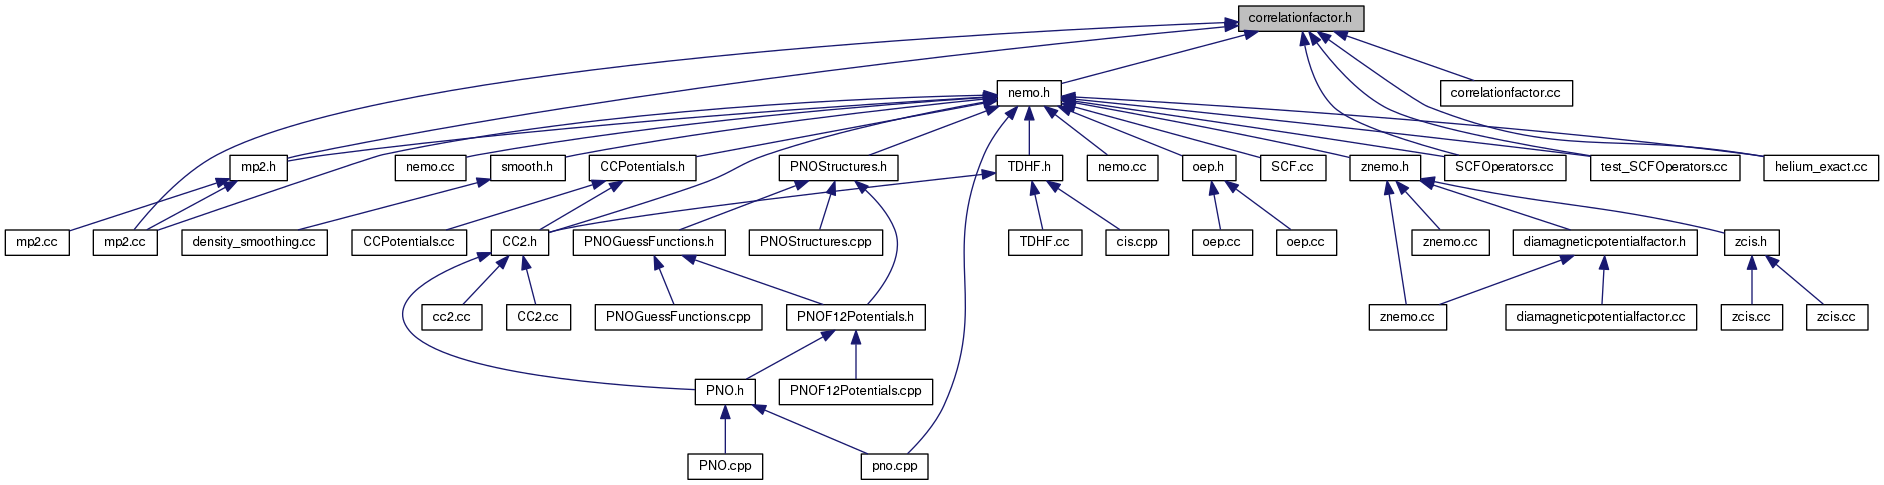 correlationfactor.h
nemo.h
correlationfactor.cc
mp2.h
nemo.cc
smooth.h
CCPotentials.h
PNOStructures.h
TDHF.h
nemo.cc
oep.h
SCF.cc
znemo.h
SCFOperators.cc
test_SCFOperators.cc
helium_exact.cc
mp2.cc
mp2.cc
density_smoothing.cc
CCPotentials.cc
CC2.h
PNOGuessFunctions.h
PNOStructures.cpp
TDHF.cc
cis.cpp
oep.cc
oep.cc
znemo.cc
diamagneticpotentialfactor.h
zcis.h
cc2.cc
CC2.cc
PNOGuessFunctions.cpp
PNOF12Potentials.h
znemo.cc
diamagneticpotentialfactor.cc
zcis.cc
zcis.cc
PNO.h
PNOF12Potentials.cpp
PNO.cpp
pno.cpp